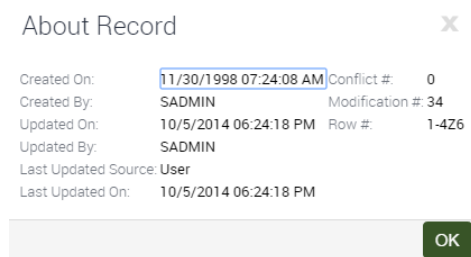 About Record X
Created On: 11/30/1998 07:24:08 AM Conflict #: 0
Created By: SADMIN Modification #: 34
Updated On: 10/5/2014 06:24:18 PM Row #: 1-4Z6
Updated By: SADMIN
Last Updated Source: User
Last Updated On: 10/5/2014 06:24:18 PM
OK